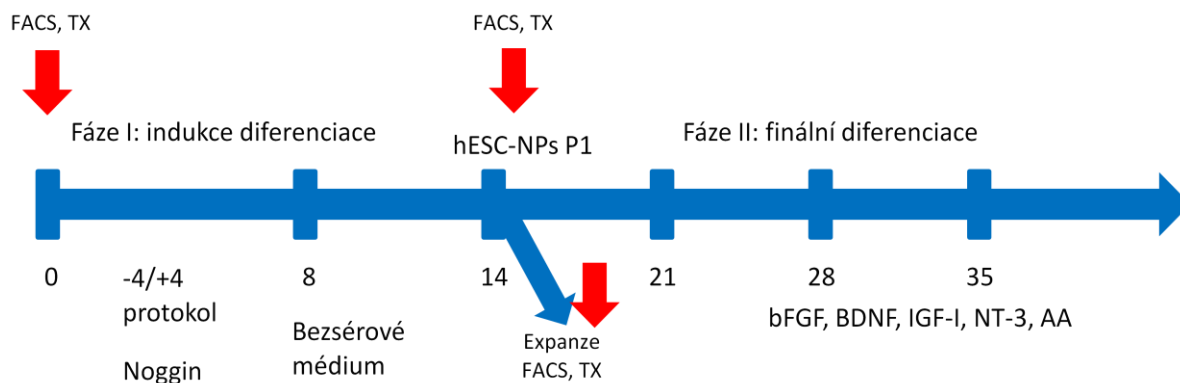 FACS, TX
FACS, TX
Fáze I: indukce diferenciace
hESC-NPs P1
Fáze II: finální diferenciace
0
-4/+4
protokol
Noggin
8
Bezsérové
médium
14
Expanze
FACS, TX
21
28
35
bFGF, BDNF, IGF-I, NT-3, AA